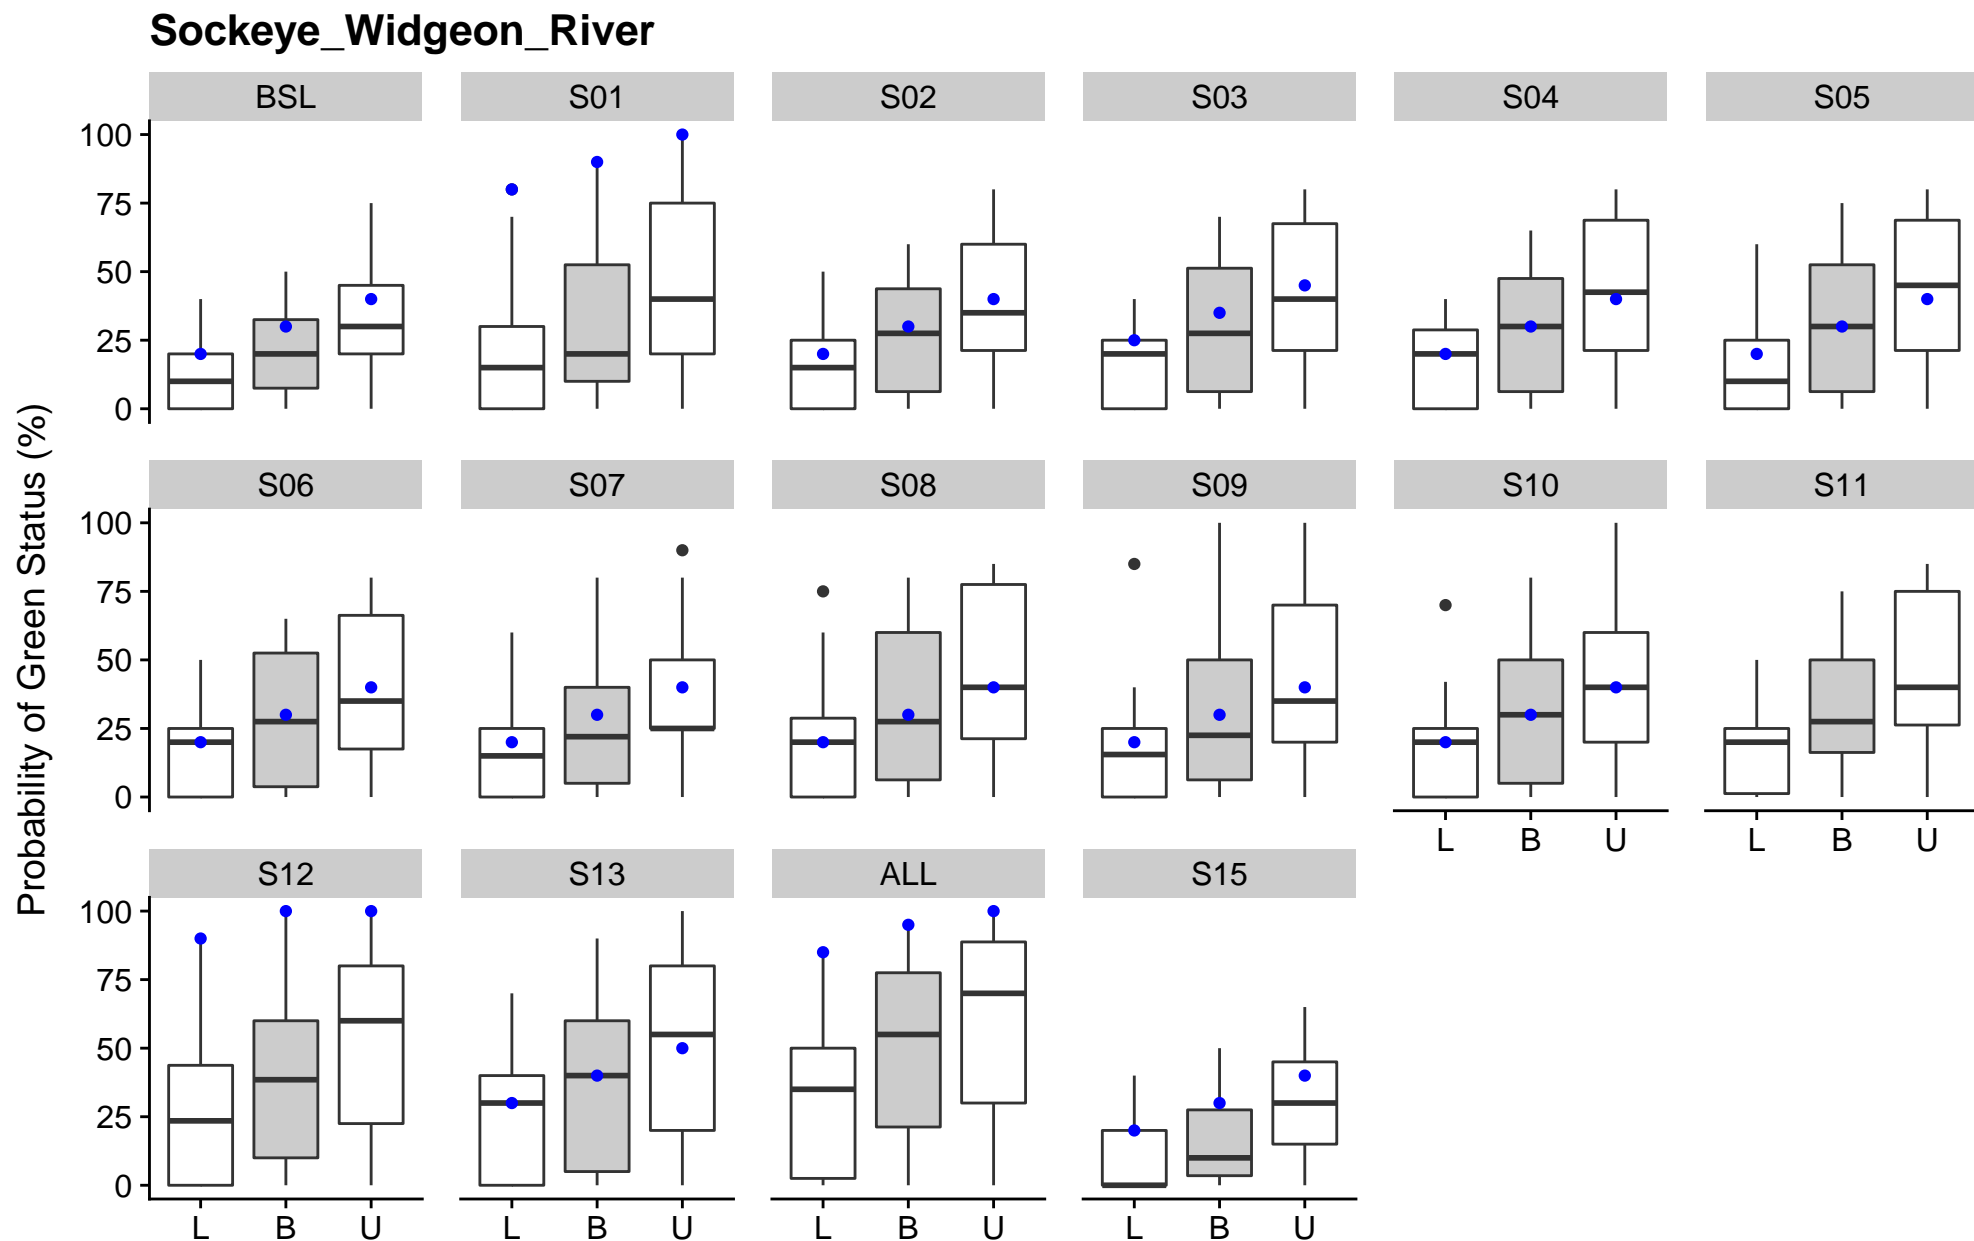 Sockeye_Widgeon_River
BSL S01 S02 S03 S04 S05
100
75
50
25
0
Probability of Green Status (%)
S06 S07 S08 S09 S10 S11
100
75
50
25
0
L B U L B U
S12 S13 ALL S15
100
75
50
25
0
L B U L B U L B U L B U